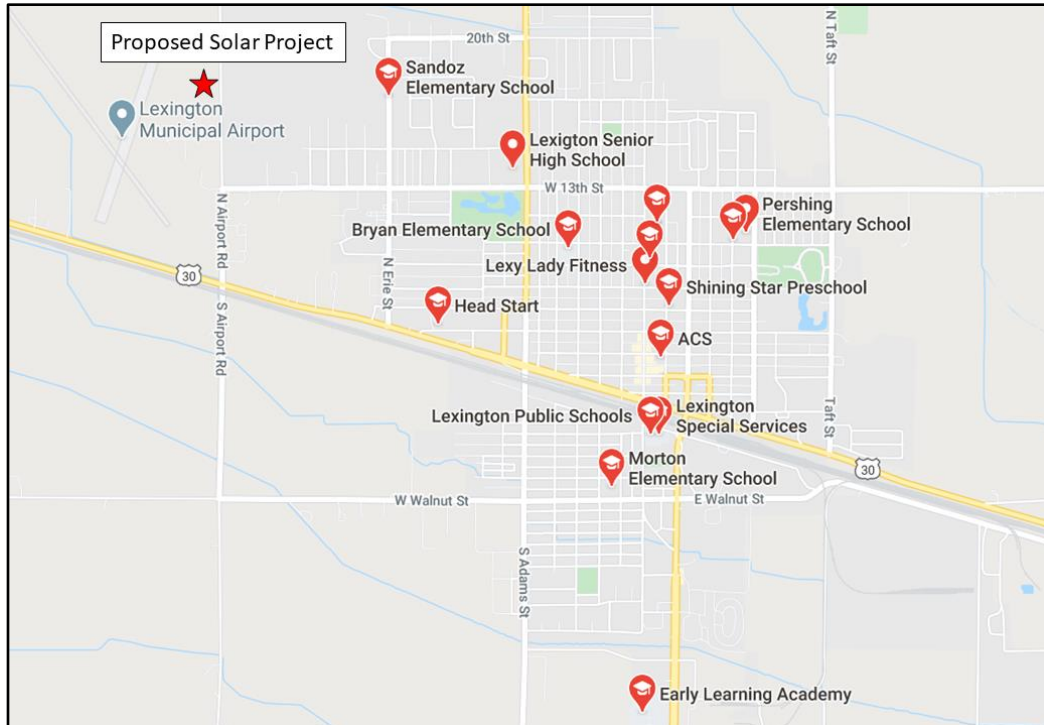 Proposed Solar Project
20th St
N Taft St
Sandoz
Elementary School
Lexington
Municipal Airport
Lexigton Senior
High School
W 13th St
N Airport Rd
Pershing
Elementary School
Bryan Elementary School
Lexy Lady Fitness
30
N Erie St
Shining Star Preschool
Head Start
S Airport Rd
ACS
Lexington Public Schools
Lexington
Special Services
Taft St
Morton
Elementary School
30
W Walnut St
E Walnut St
S Adams St
Early Learning Academy